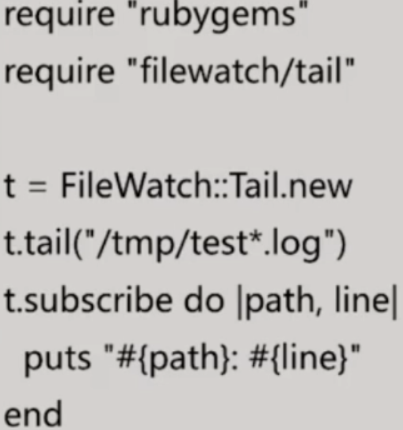 require "rubygems"
require "filewatch/tail"

t = FileWatch::Tail.new
t.tail("/tmp/test*.log")
t.subscribe do |path, line|
  puts "#{path}: #{line}"
end